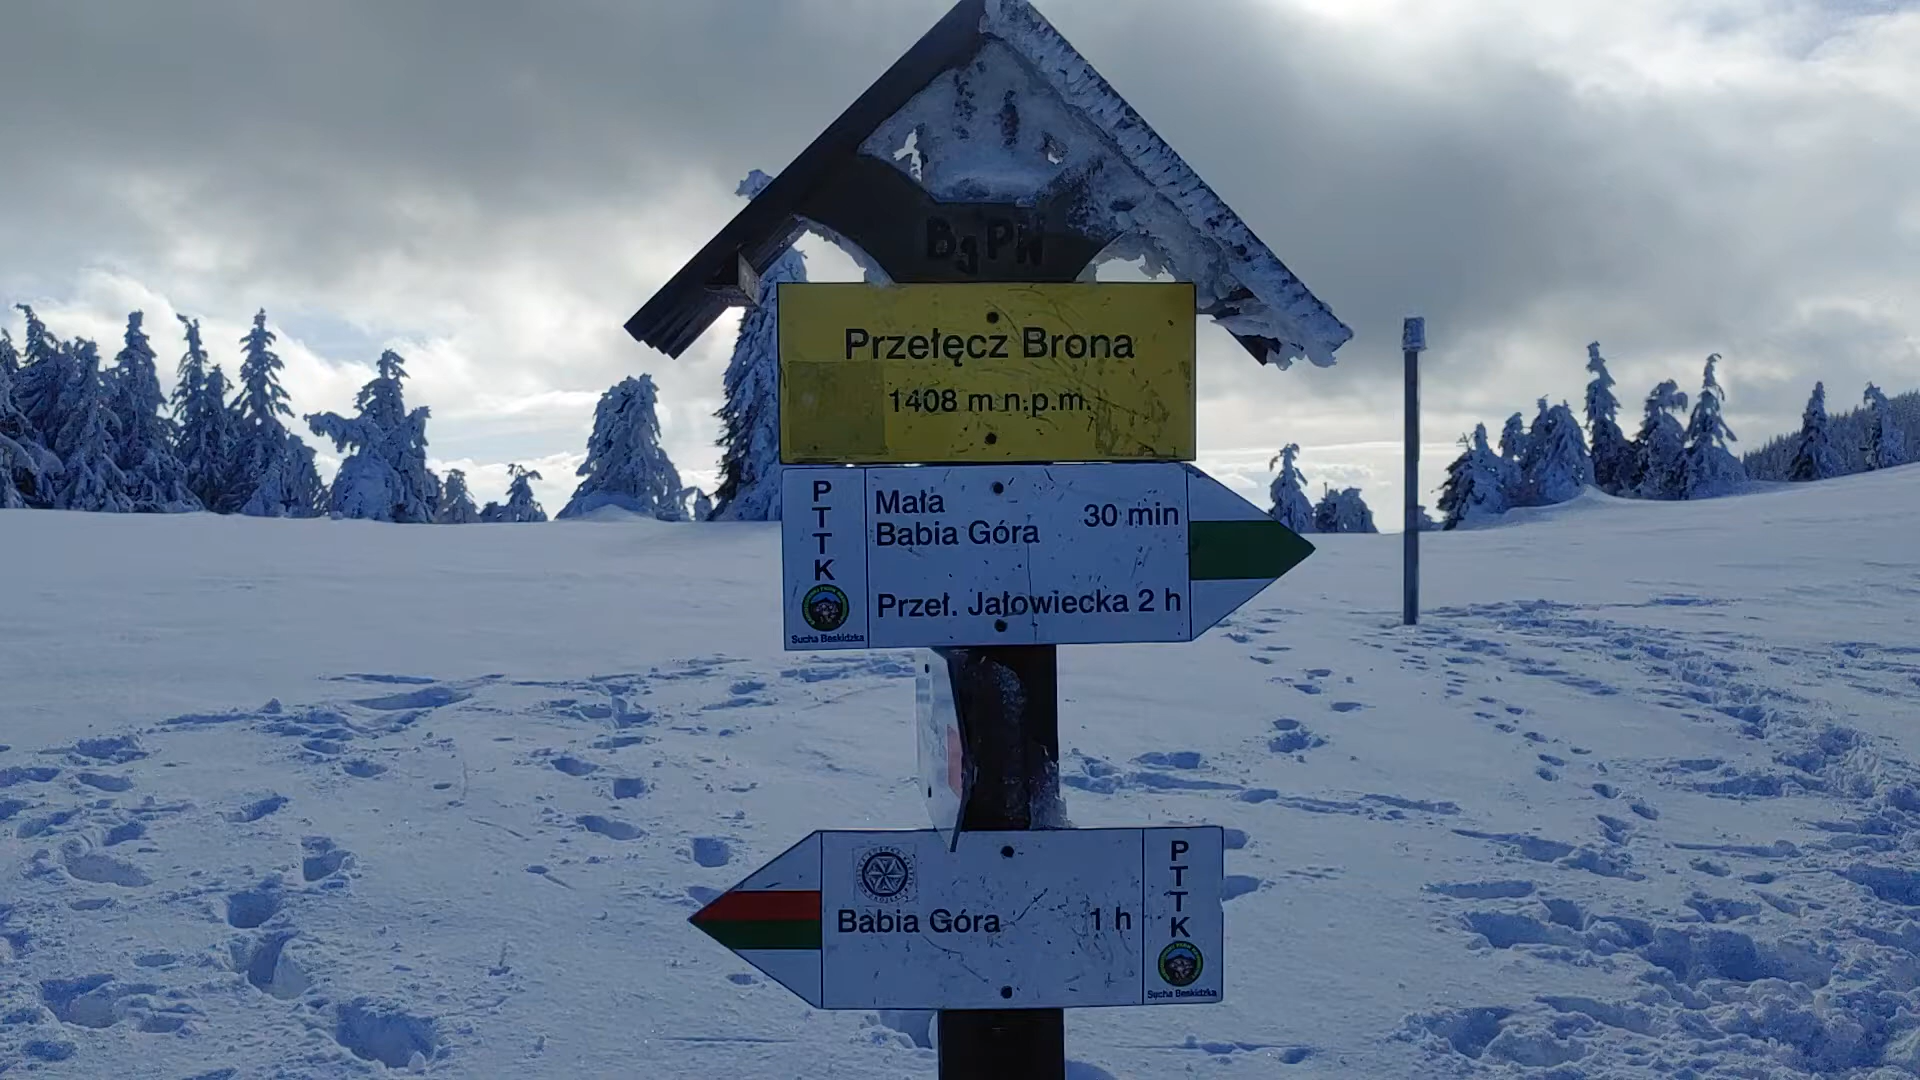 BgPN
Przełęcz Brona
1408 m n.p.m.
PTTK
Mała
Babia Góra 30 min
Przeł. Jałowiecka 2 h
Sucha Beskidzka
Babia Góra 1 h
PTTK
Sucha Beskidzka